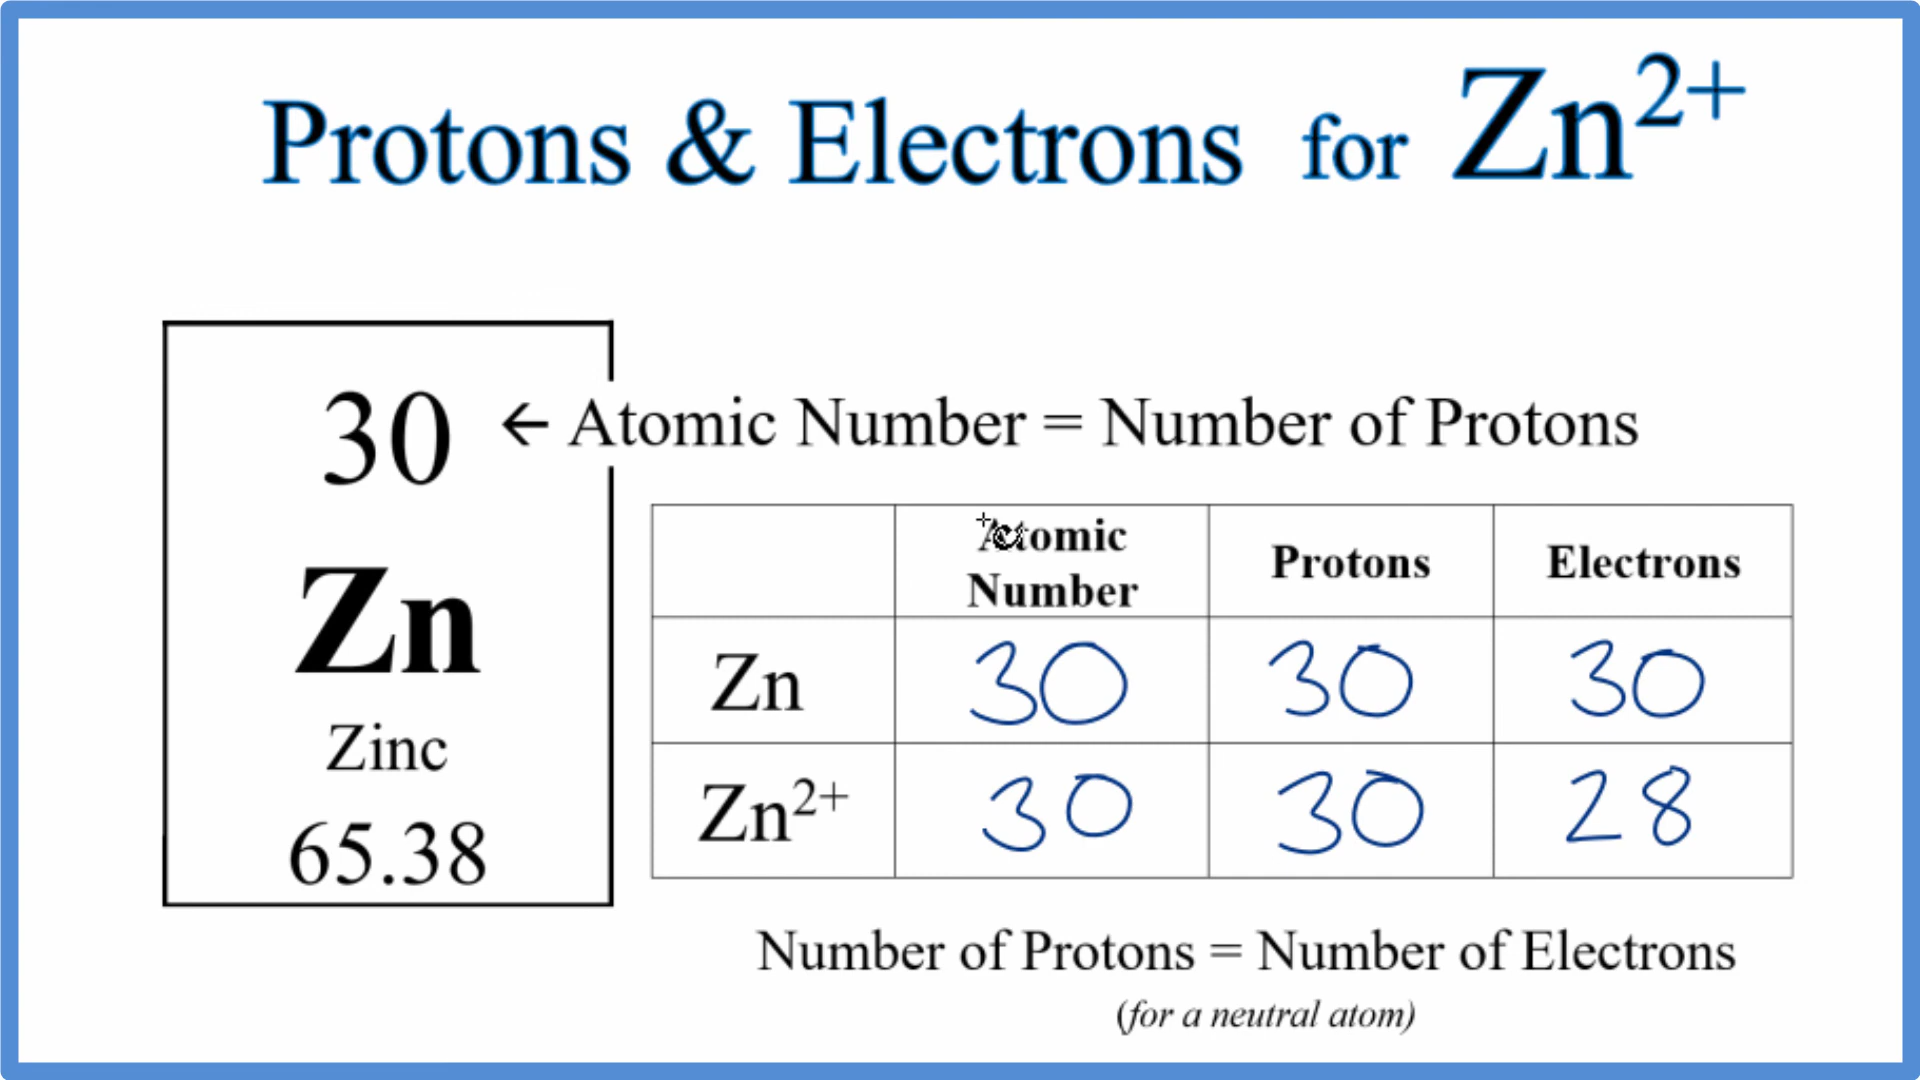 Protons & Electrons for Zn²⁺
30 ← Atomic Number = Number of Protons
Zn
Zinc
65.38
Atomic Number Protons Electrons
Zn 30 30 30
Zn²⁺ 30 30 28
Number of Protons = Number of Electrons
(for a neutral atom)